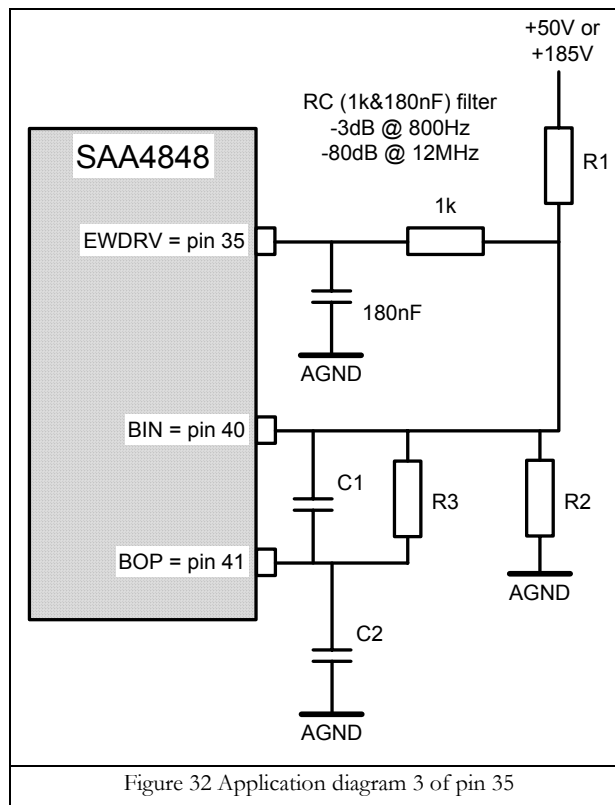 +50V or
+185V
RC (1k&180nF) filter
-3dB @ 800Hz
-80dB @ 12MHz
SAA4848
R1
1k
EWDRV = pin 35
180nF
AGND
BIN = pin 40
C1
R3
R2
BOP = pin 41
AGND
C2
AGND
Figure 32 Application diagram 3 of pin 35